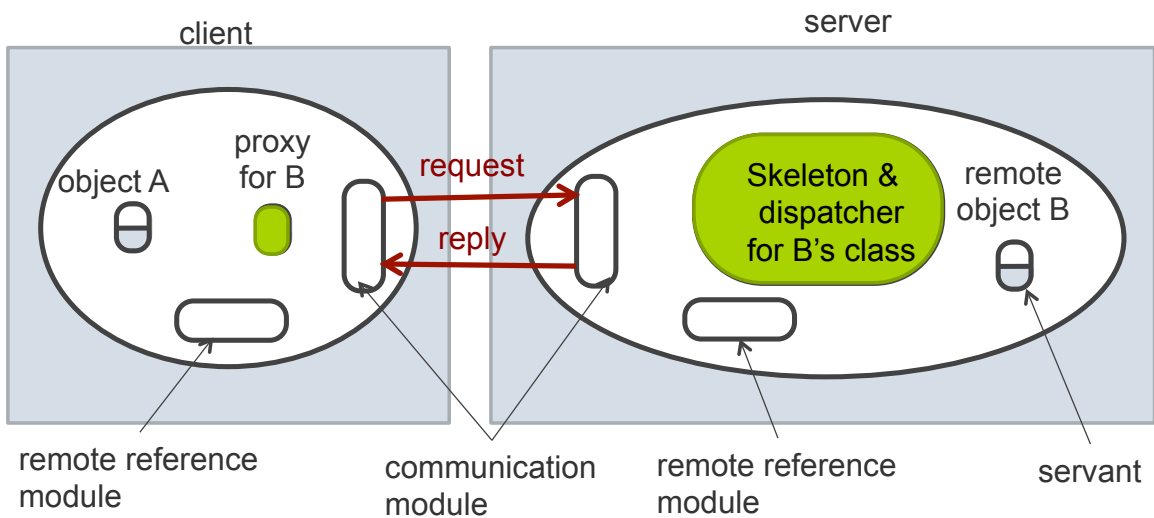 client
server
object A
proxy
for B
request
reply
Skeleton &
dispatcher
for B's class
remote
object B
remote reference
module
communication
module
remote reference
module
servant